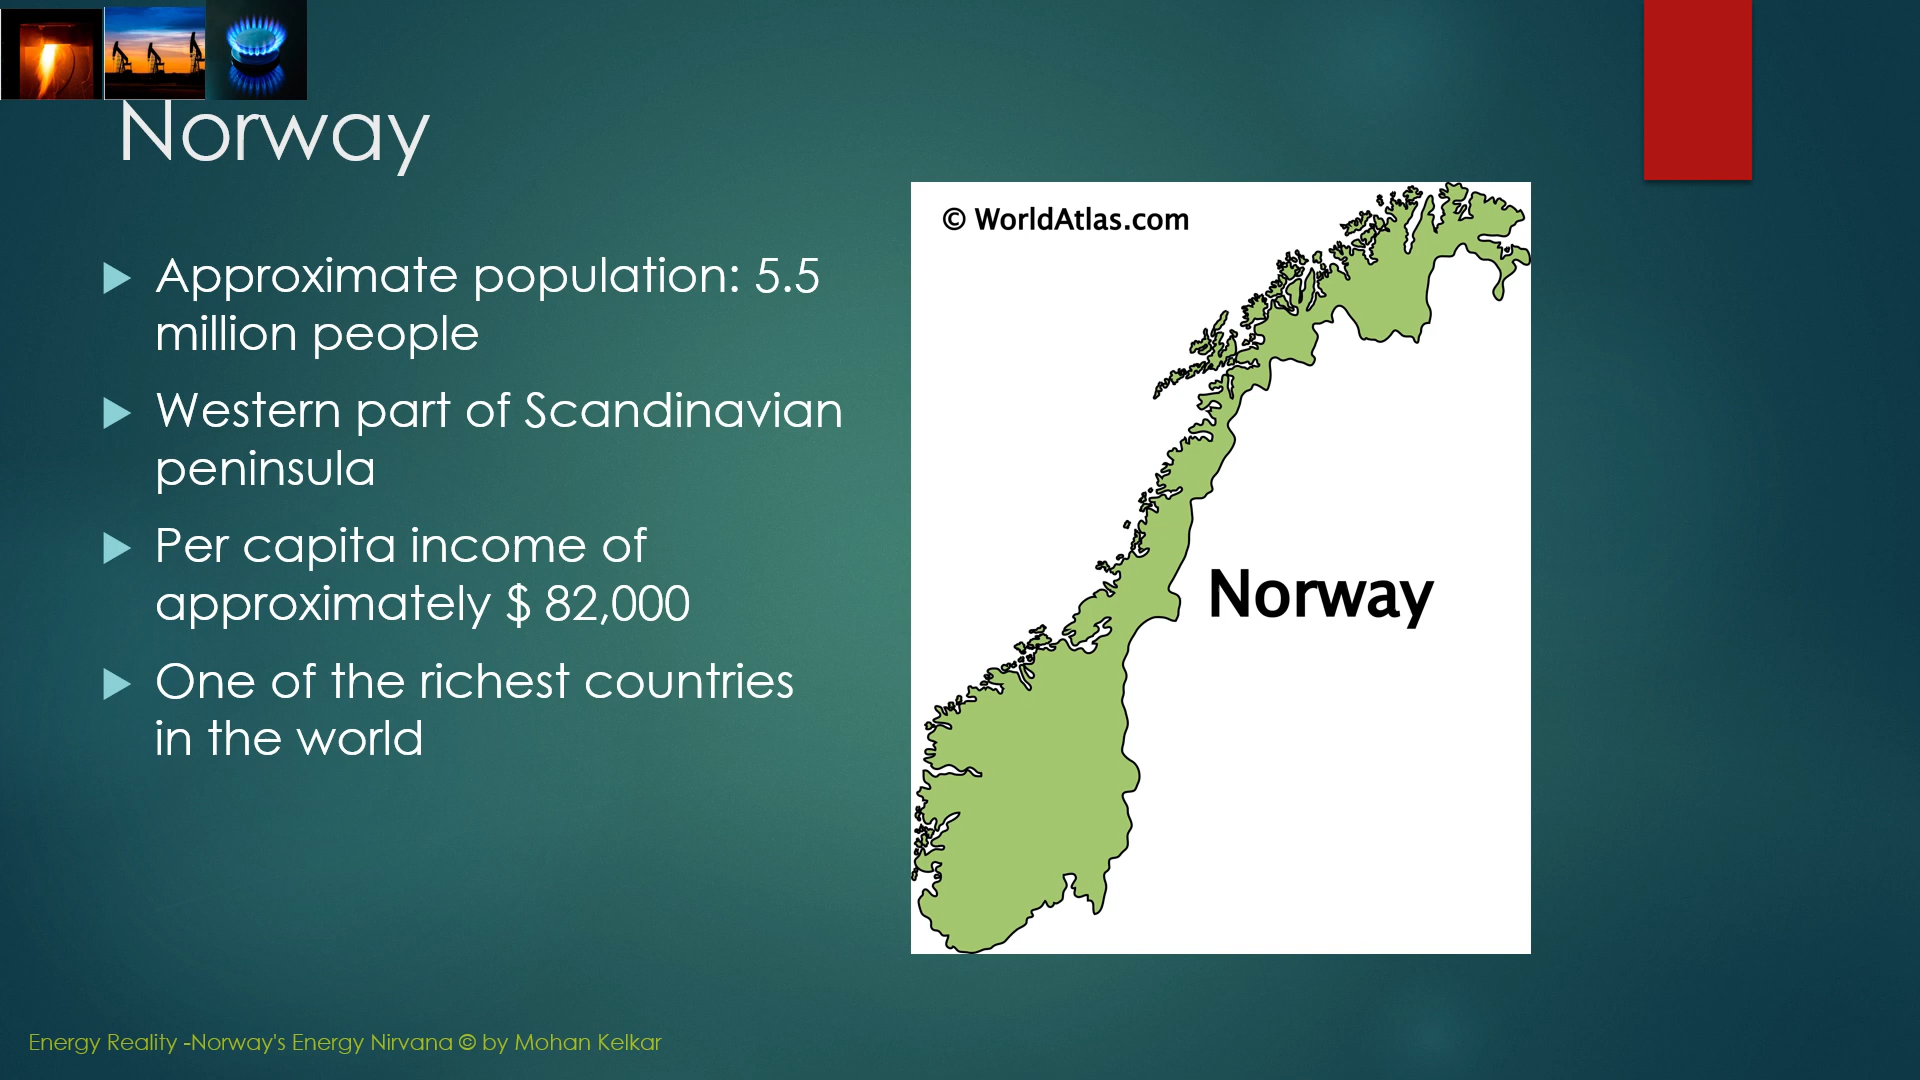 Norway
Approximate population: 5.5
million people
Western part of Scandinavian
peninsula
Per capita income of
approximately $ 82,000
One of the richest countries
in the world
© WorldAtlas.com
Norway
Energy Reality -Norway's Energy Nirvana © by Mohan Kelkar